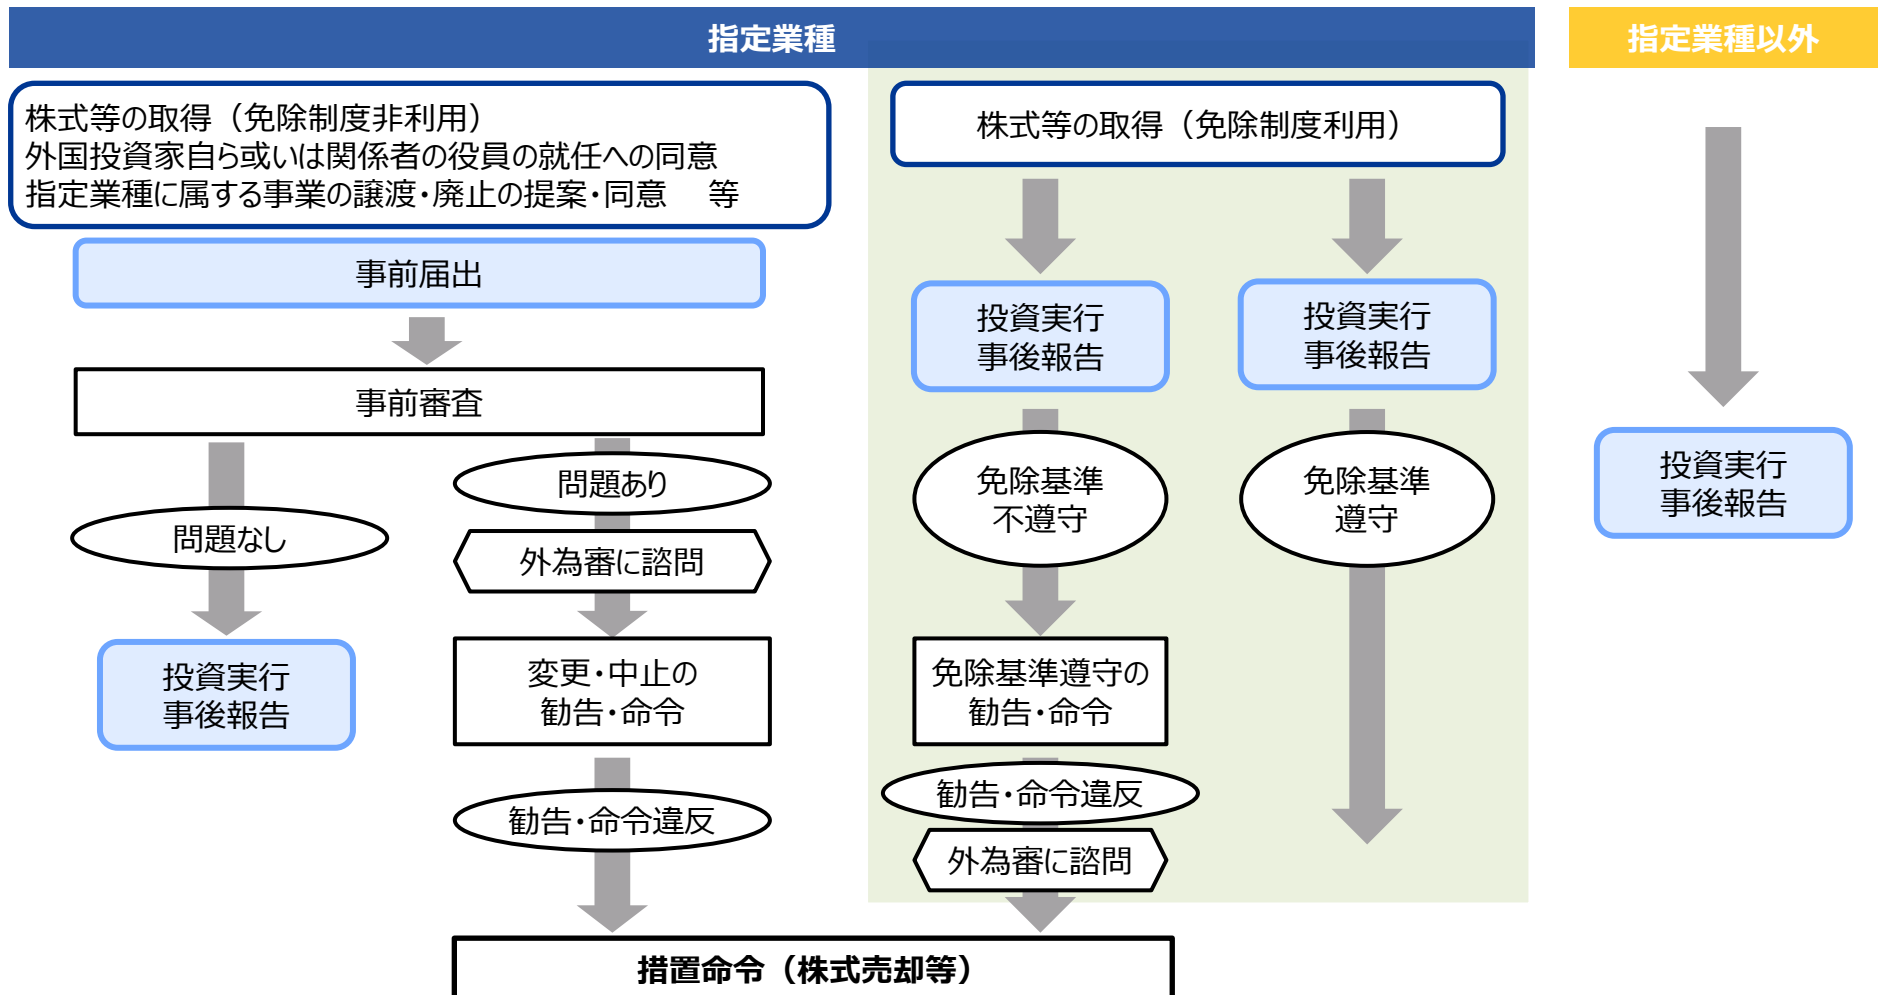 指定業種
指定業種以外
株式等の取得（免除制度非利用）
外国投資家自ら或いは関係者の役員の就任への同意
指定業種に属する事業の譲渡・廃止の提案・同意　等
事前届出
事前審査
問題なし
投資実行
事後報告
問題あり
外為審に諮問
変更・中止の
勧告・命令
勧告・命令違反
株式等の取得（免除制度利用）
投資実行
事後報告
免除基準
不遵守
免除基準遵守の
勧告・命令
勧告・命令違反
外為審に諮問
投資実行
事後報告
免除基準
遵守
措置命令（株式売却等）
投資実行
事後報告